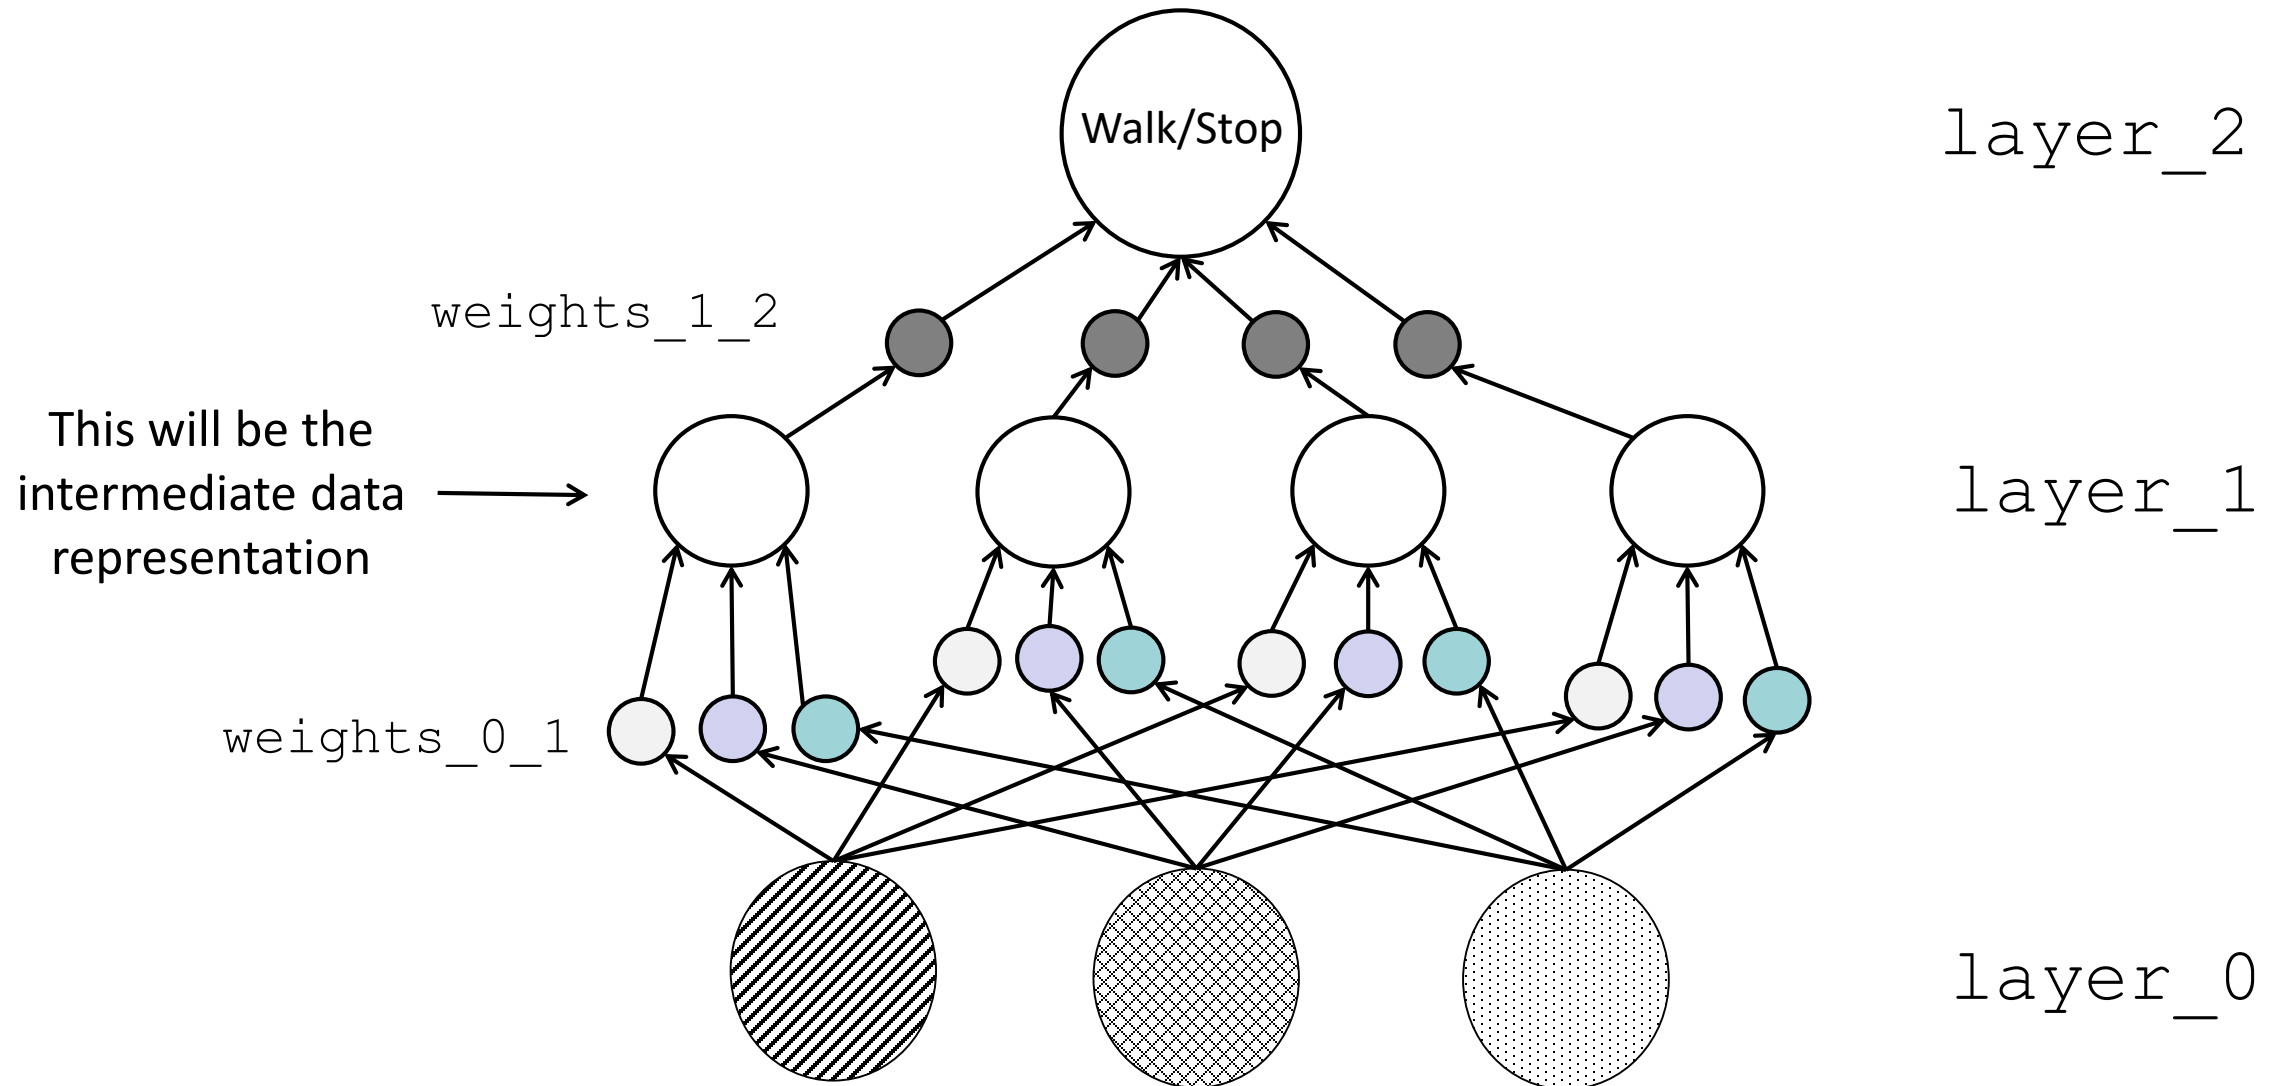 Walk/Stop
layer_2
weights_1_2
This will be the
intermediate data
representation
layer_1
weights_0_1
layer_0